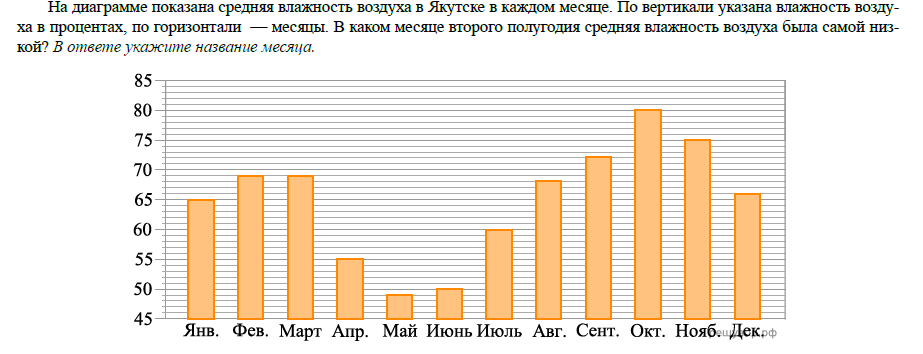 На диаграмме показана средняя влажность воздуха в Якутске в каждом месяце. По вертикали указана влажность возду-
ха в процентах, по горизонтали — месяцы. В каком месяце второго полугодия средняя влажность воздуха была самой низ-
кой? В ответе укажите название месяца.
85
80
75
70
65
60
55
50
45
Янв. Фев. Март Апр. Май Июнь Июль Авг. Сент. Окт. Нояб. Дек.